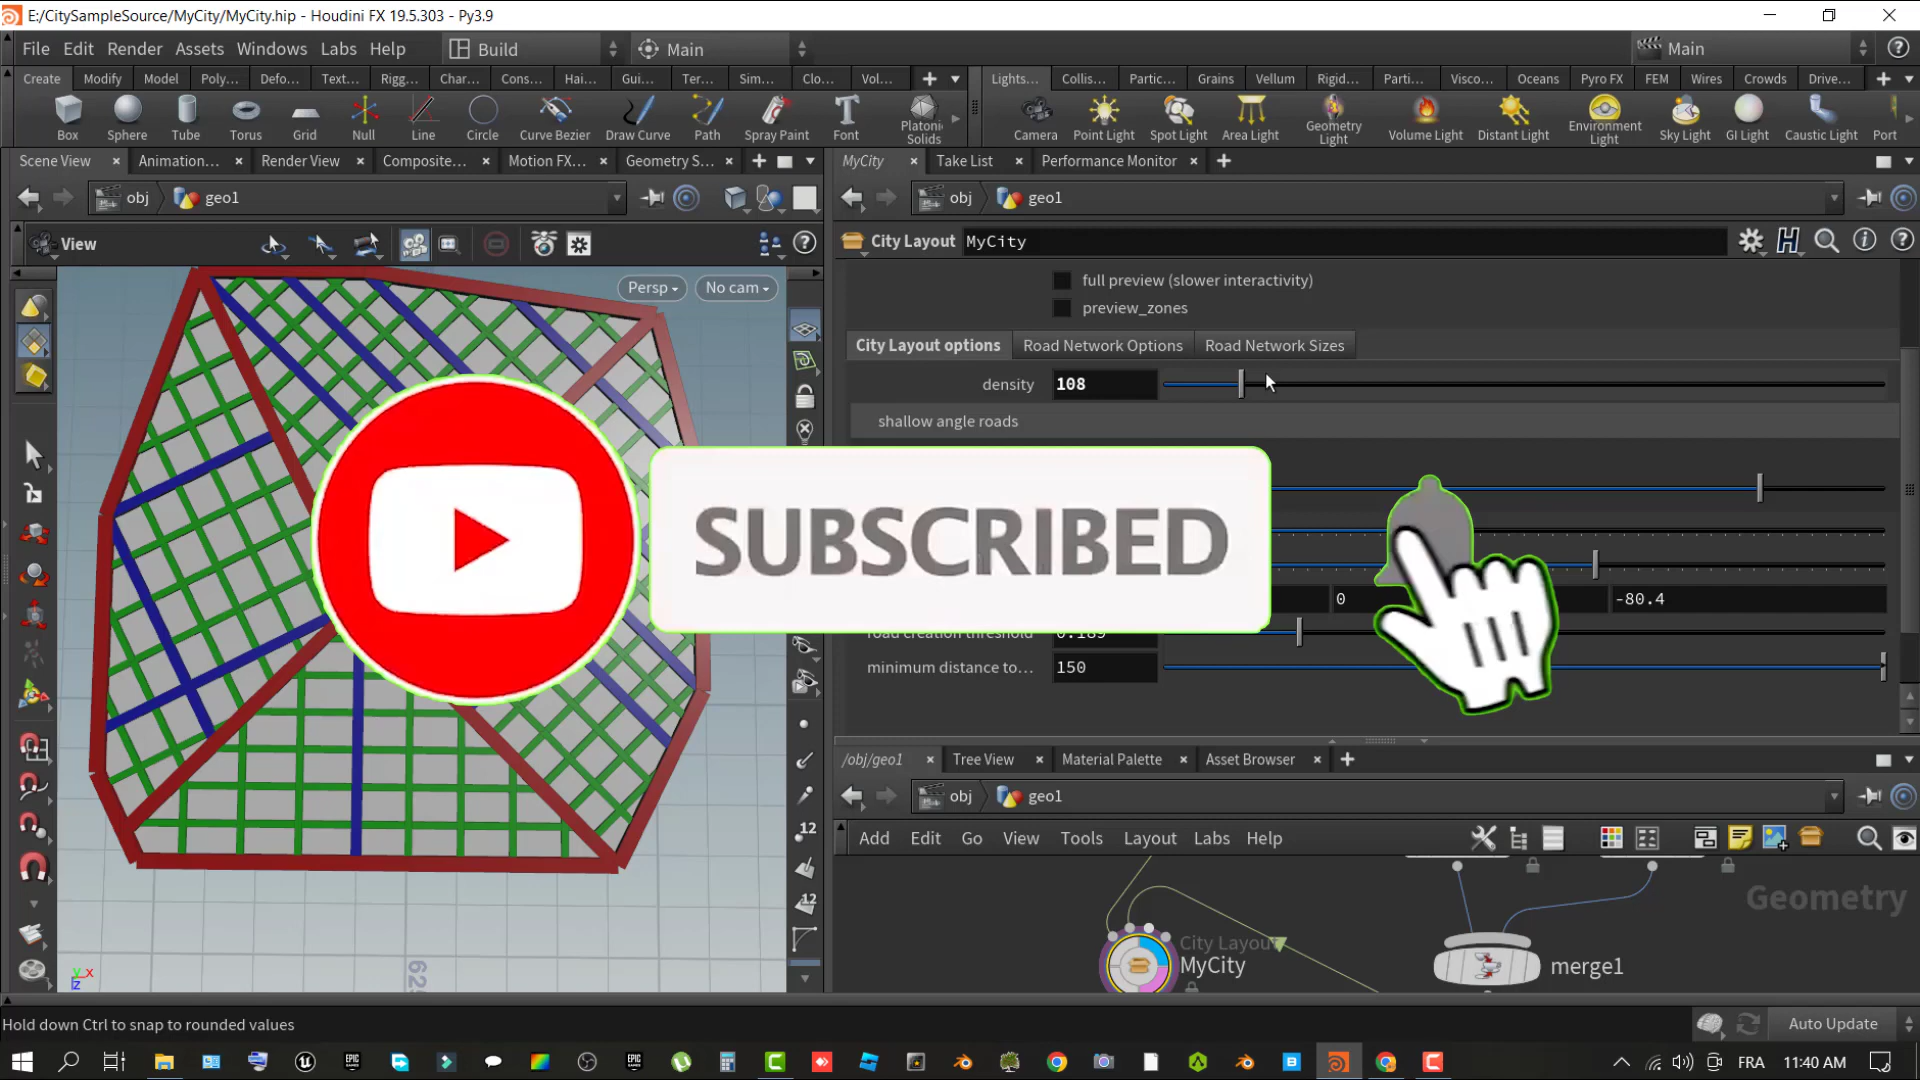 E:/CitySampleSource/MyCity/MyCity.hip - Houdini FX 19.5.303 - Py3.9
File Edit Render Assets Windows Labs Help Build Main Main
Create Modify Model Poly... Defo... Text... Rigg... Char... Cons... Hai... Gui... Ter... Sim... Clo... Vol... Lights... Collis... Partic... Grains Vellum Rigid... Parti... Visco... Oceans Pyro FX FEM Wires Crowds Drive...
Box Sphere Tube Torus Grid Null Line Circle Curve Bezier Draw Curve Path Spray Paint Font Platonic Solids Camera Point Light Spot Light Area Light Geometry Light Volume Light Distant Light Environment Light Sky Light GI Light Caustic Light Port
Scene View Animation... Render View Composite... Motion FX... Geometry S... MyCity Take List Performance Monitor
obj geo1 obj geo1
View City Layout MyCity
Persp No cam
full preview (slower interactivity)
preview_zones
City Layout options Road Network Options Road Network Sizes
density 108
shallow angle roads
SUBSCRIBED
0 -80.4
road creation threshold 0.189
minimum distance to... 150
/obj/geo1 Tree View Material Palette Asset Browser
obj geo1
Add Edit Go View Tools Layout Labs Help
12
12
Geometry
City Layout
MyCity
merge1
Hold down Ctrl to snap to rounded values
Auto Update
FRA 11:40 AM